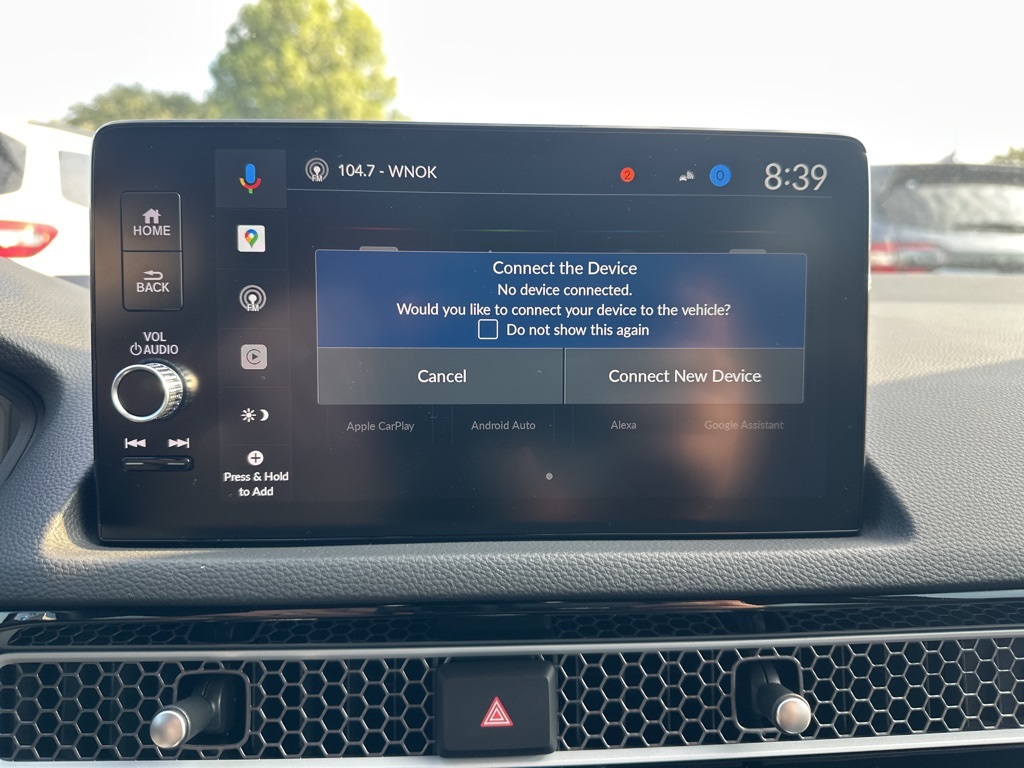 104.7 - WNOK
2
0
8:39
HOME
BACK
VOL
AUDIO
FM
FM
Press & Hold
to Add
Connect the Device
No device connected.
Would you like to connect your device to the vehicle?
Do not show this again
Cancel
Connect New Device
Apple CarPlay
Android Auto
Alexa
Google Assistant